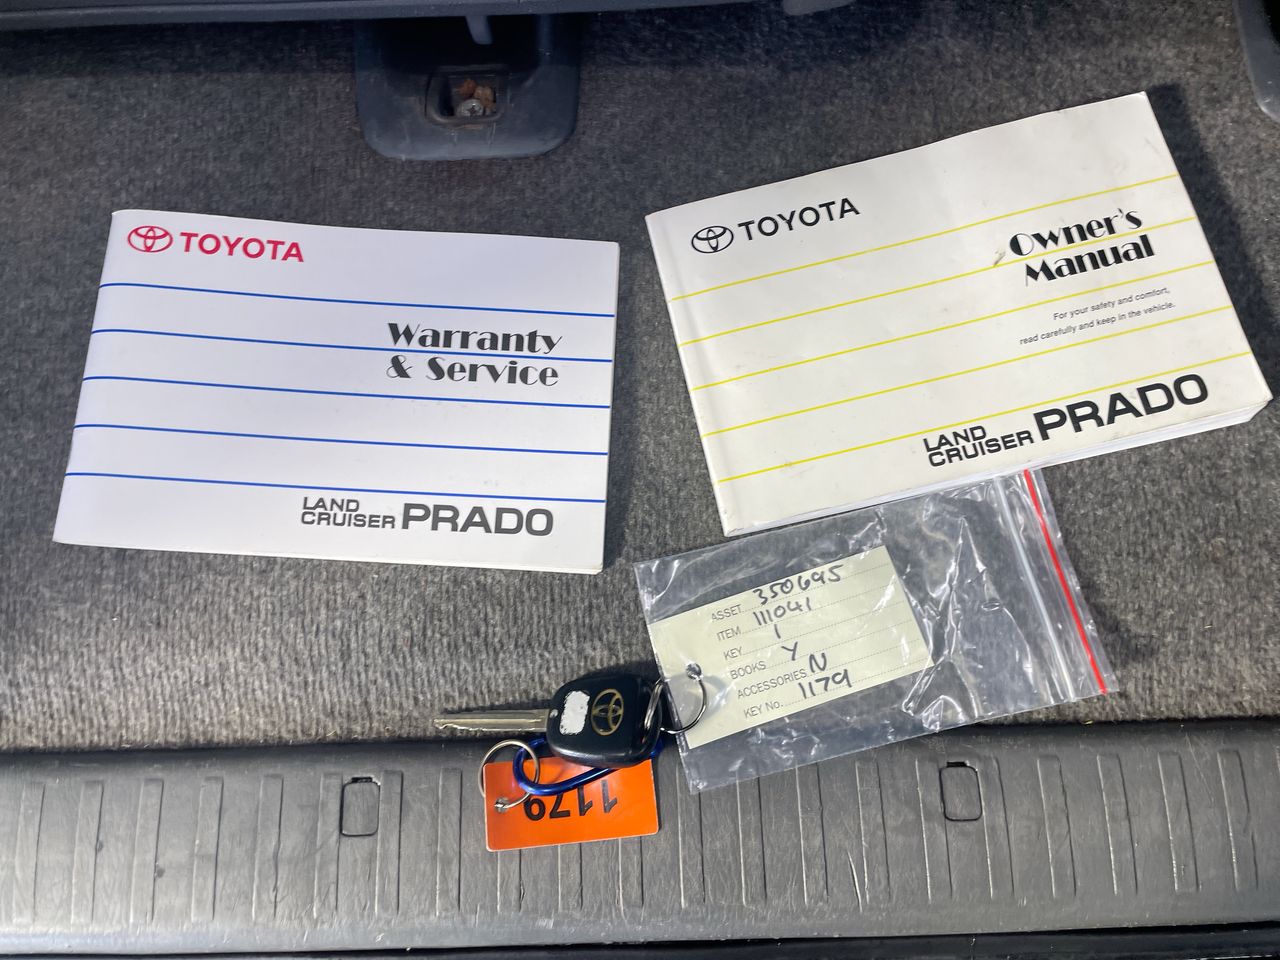 TOYOTA
Warranty
& Service
LAND
CRUISER PRADO
TOYOTA
Owner's
Manual
For your safety and comfort,
read carefully and keep in the vehicle.
LAND
CRUISER PRADO
ASSET 350695
ITEM 111041
KEY 1
BOOKS Y
ACCESSORIES N
KEY No. 1179
1179